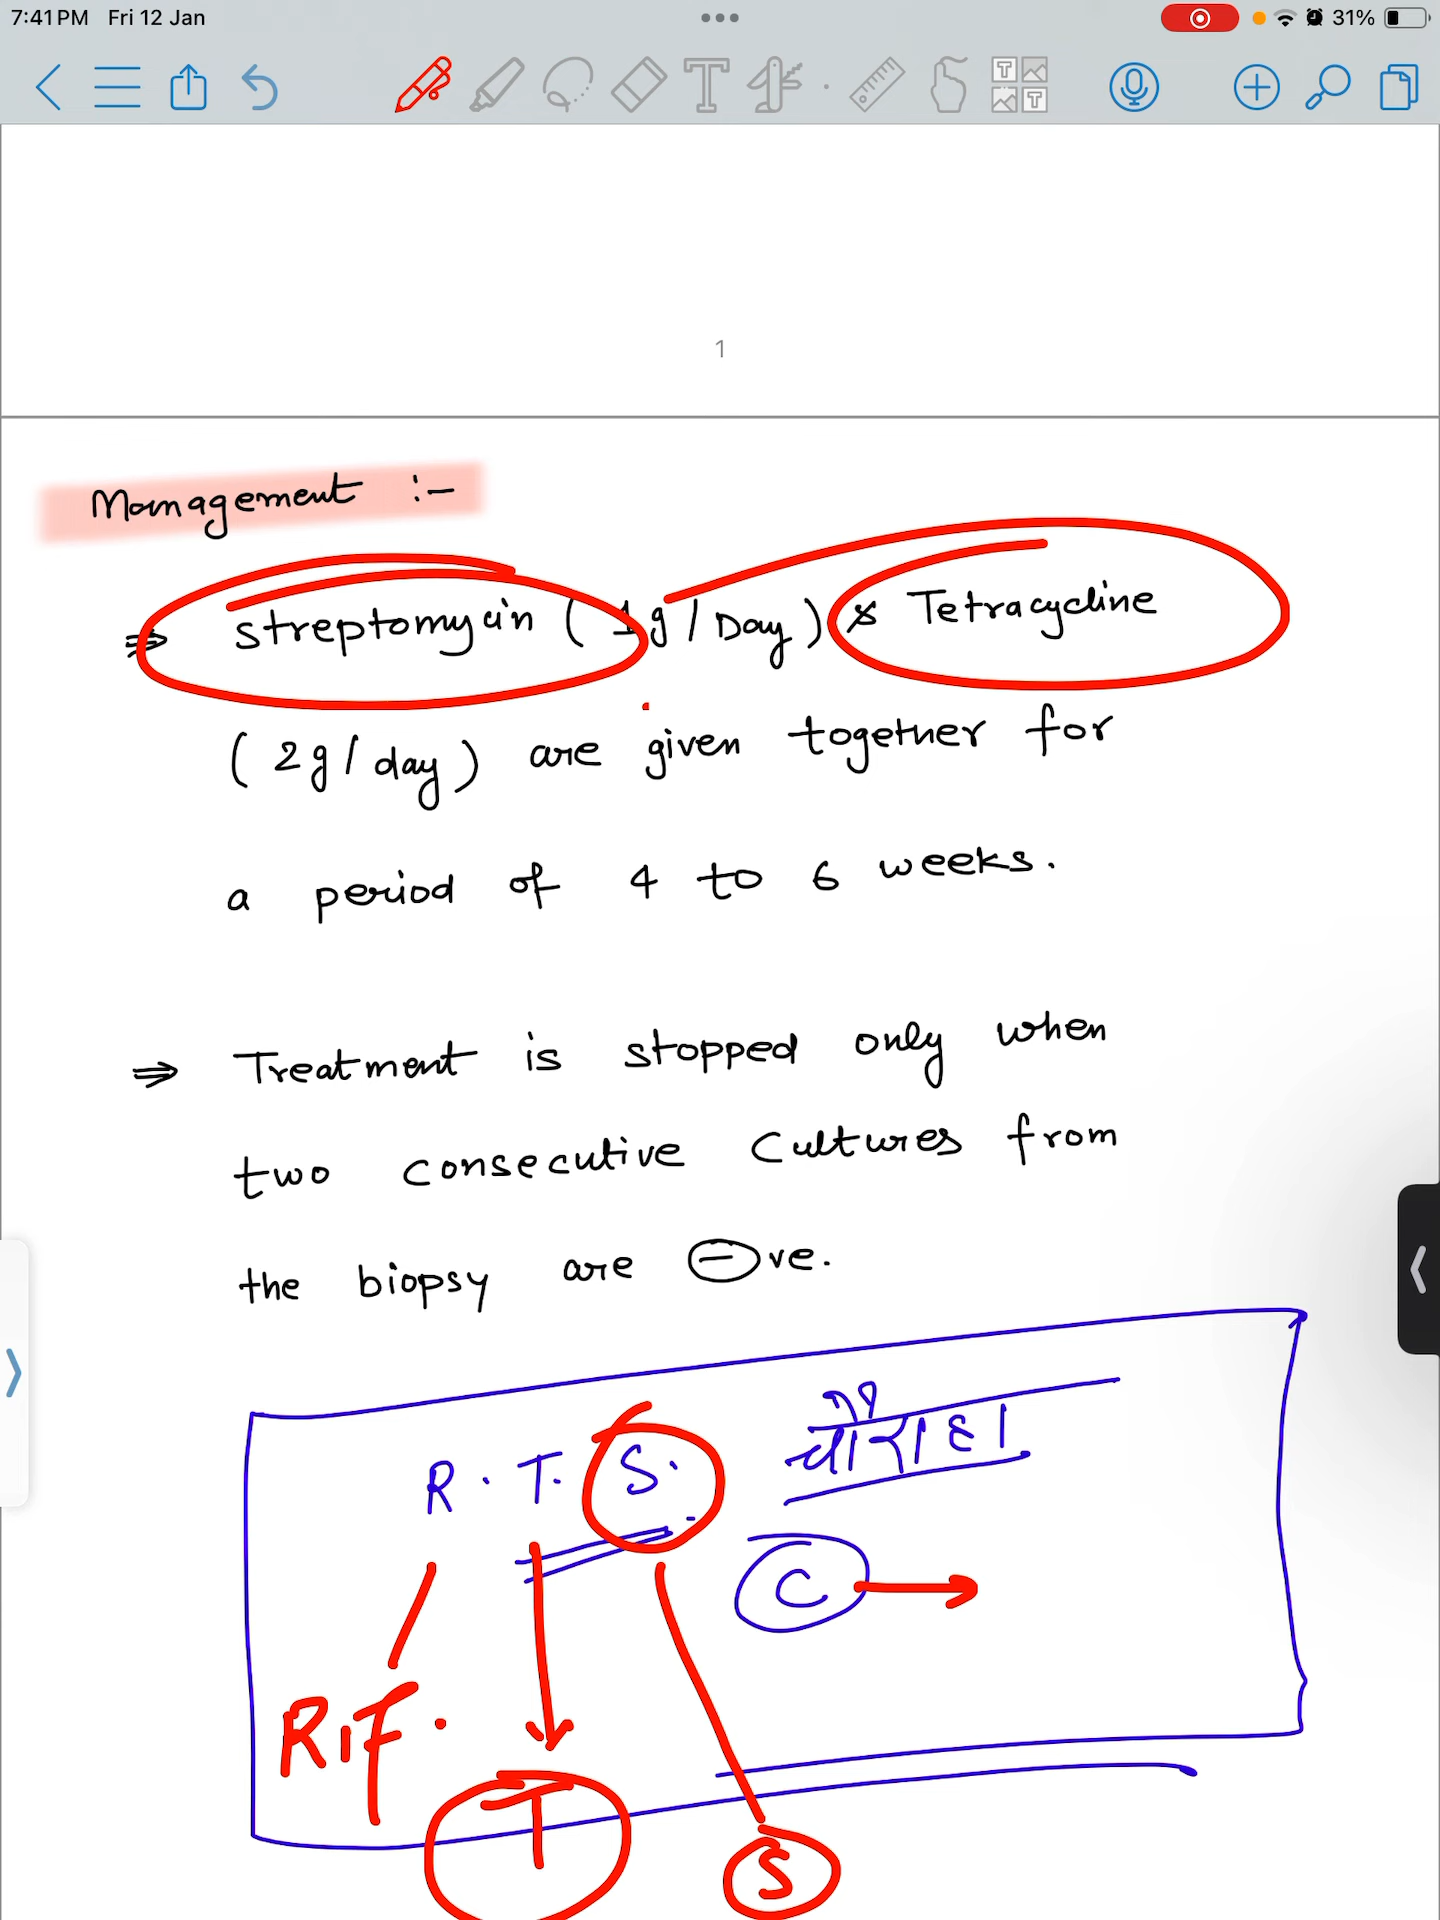 7:41 PM Fri 12 Jan
31%
1
Management :-
⇒ Streptomycin ( 1g / Day ) & Tetracycline
( 2g / day ) are given together for
a period of 4 to 6 weeks.
⇒ Treatment is stopped only when
two consecutive Cultures from
the biopsy are ⊖ve.
R. T. S. चौराहा
C
RIF.
T
S